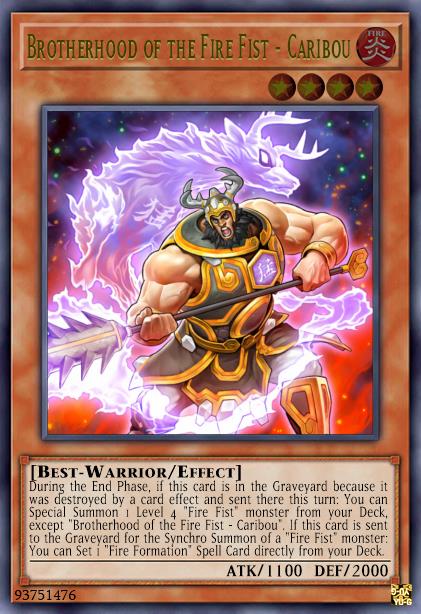 BROTHERHOOD OF THE FIRE FIST - CARIBOU
FIRE
炎
[BEST-WARRIOR/EFFECT]
During the End Phase, if this card is in the Graveyard because it
was destroyed by a card effect and sent there this turn: You can
Special Summon 1 Level 4 "Fire Fist" monster from your Deck,
except "Brotherhood of the Fire Fist - Caribou". If this card is sent
to the Graveyard for the Synchro Summon of a "Fire Fist" monster:
You can Set 1 "Fire Formation" Spell Card directly from your Deck.
ATK/1100 DEF/2000
93751476